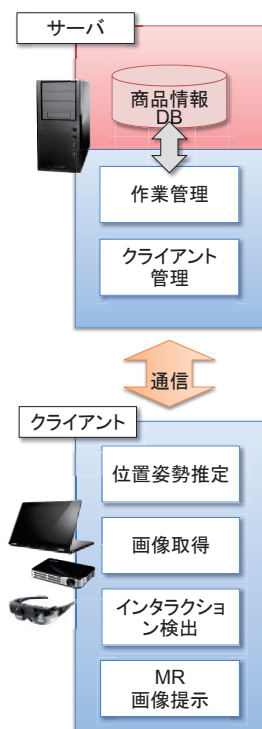 サーバ
商品情報
DB
作業管理
クライアント
管理
通信
クライアント
位置姿勢推定
画像取得
インタラクショ
ン検出
MR
画像提示